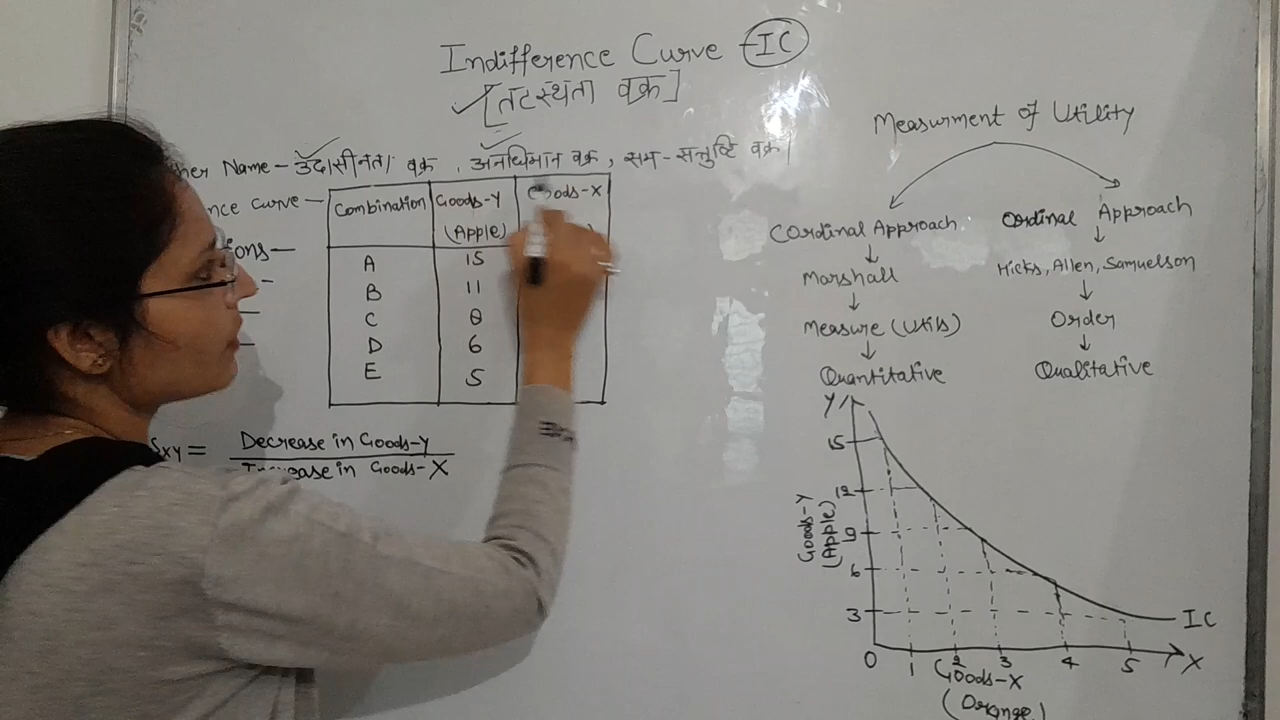 Indifference Curve - IC
[तटस्थता वक्र]
Name - उदासीनता वक्र, अनधिमान वक्र, सम-सन्तुष्टि वक्र
Curve -
Combination Goods-Y (Apple) Goods-X
A 15
B 11
C 8
D 6
E 5
XY = Decrease in Goods-Y
Increase in Goods-X
Measurment of Utility
Cardinal Approach
Marshall
Measure (Utils)
Quantitative
Ordinal Approach
Hicks, Allen, Samuelson
Order
Qualitative
Y
15
12
9
6
3
Goods-Y
(Apple)
IC
0 1 2 3 4 5 X
Goods-X
(Orange)